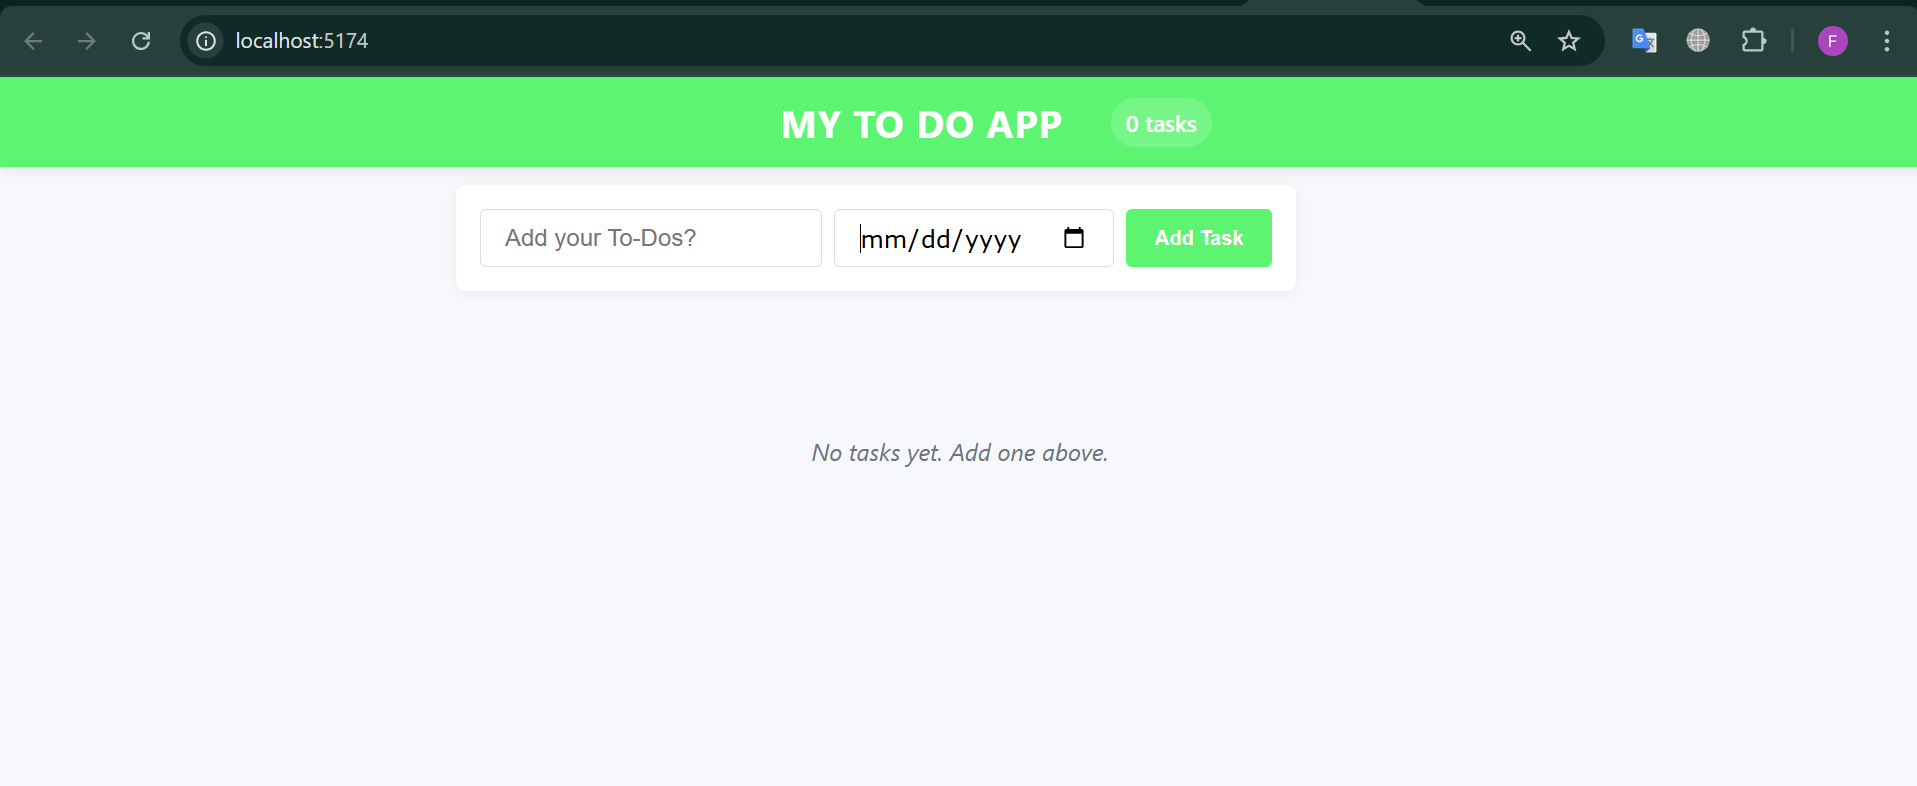 localhost:5174
F
MY TO DO APP
0 tasks
Add your To-Dos?
mm/dd/yyyy
Add Task
No tasks yet. Add one above.